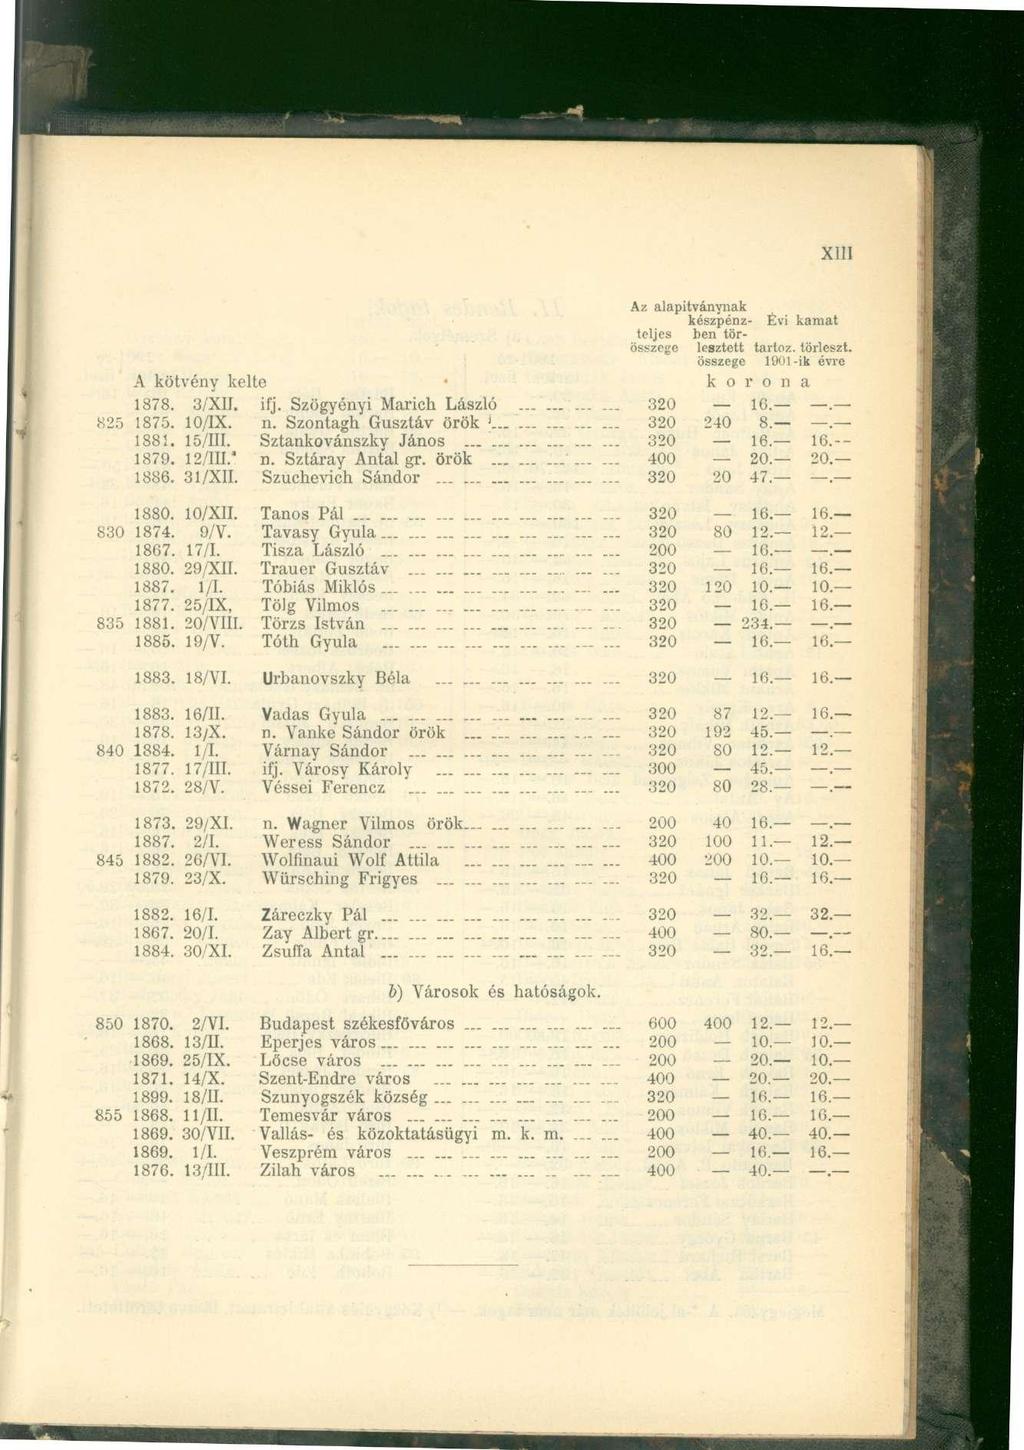 XIII
Az alapitványnak
készpénz- Évi kamat
teljes ben tör-
összege lesztett tartoz. törleszt.
összege 1901-ik évre
A kötvény kelte k o r o n a
1878. 3/XII. ifj. Szögyényi Marich László 320 — 16.— —.—
825 1875. 10/IX. n. Szontagh Gusztáv örök 320 240 8.— —.—
1881. 15/III. Sztankovánszky János 320 — 16.— 16.--
1879. 12/III.* n. Sztáray Antal gr. örök 400 — 20.— 20.—
1886. 31/XII. Szuchevich Sándor 320 20 47.— —.—
1880. 10/XII. Tanos Pál 320 — 16.— 16.—
830 1874. 9/V. Tavasy Gyula 320 80 12.— 12.—
1867. 17/I. Tisza László 200 — 16.— —.—
1880. 29/XII. Trauer Gusztáv 320 — 16.— 16.—
1887. 1/I. Tóbiás Miklós 320 120 10.— 10.—
1877. 25/IX, Tölg Vilmos 320 — 16.— 16.—
835 1881. 20/VIII. Törzs István 320 — 234.— —.—
1885. 19/V. Tóth Gyula 320 — 16.— 16.—
1883. 18/VI. Urbanovszky Béla 320 — 16.— 16.—
1883. 16/II. Vadas Gyula 320 87 12.— 16.—
1878. 13/X. n. Vanke Sándor örök 320 192 45.— —.—
840 1884. 1/I. Várnay Sándor 320 80 12.— 12.—
1877. 17/III. ifj. Városy Károly 300 — 45.— —.—
1872. 28/V. Véssei Ferencz 320 80 28.— —.—
1873. 29/XI. n. Wagner Vilmos örök 200 40 16.— —.—
1887. 2/I. Weress Sándor 320 100 11.— 12.—
845 1882. 26/VI. Wolfinaui Wolf Attila 400 200 10.— 10.—
1879. 23/X. Würsching Frigyes 320 — 16.— 16.—
1882. 16/I. Záreczky Pál 320 — 32.— 32.—
1867. 20/I. Zay Albert gr. 400 — 80.— —.—
1884. 30/XI. Zsuffa Antal 320 — 32.— 16.—
b) Városok és hatóságok.
850 1870. 2/VI. Budapest székesfőváros 600 400 12.— 12.—
1868. 13/II. Eperjes város 200 — 10.— 10.—
1869. 25/IX. Lőcse város 200 — 20.— 10.—
1871. 14/X. Szent-Endre város 400 — 20.— 20.—
1899. 18/II. Szunyogszék község 320 — 16.— 16.—
855 1868. 11/II. Temesvár város 200 — 16.— 16.—
1869. 30/VII. Vallás- és közoktatásügyi m. k. m. 400 — 40.— 40.—
1869. 1/I. Veszprém város 200 — 16.— 16.—
1876. 13/III. Zilah város 400 — 40.— —.—